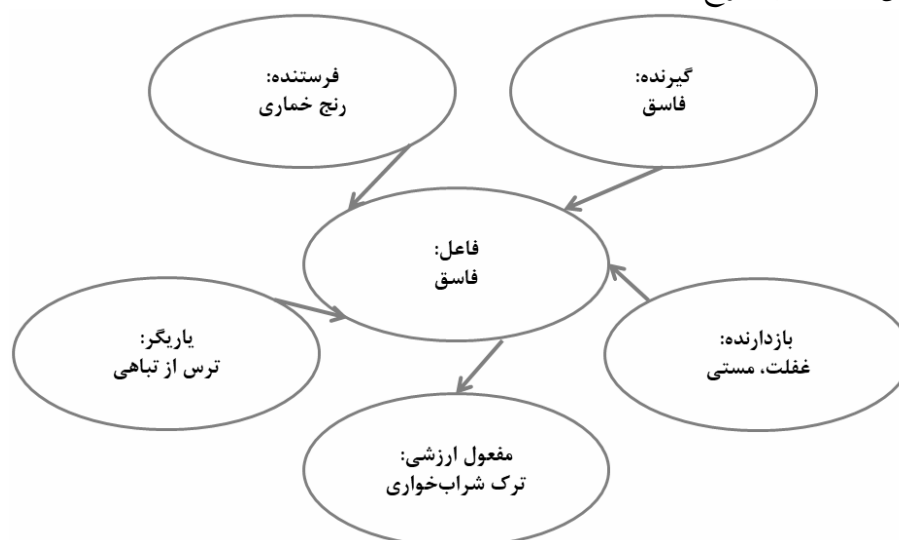 گیرنده:
فاسق
فرستنده:
رنج خماری
فاعل:
فاسق
بازدارنده:
غفلت، مستی
یاریگر:
ترس از تباهی
مفعول ارزشی:
ترک شراب‌خواری